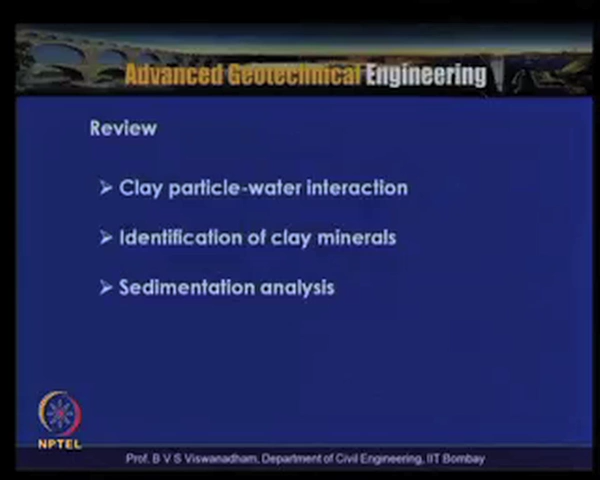 Advanced Geotechnical Engineering
Review
➢ Clay particle-water interaction
➢ Identification of clay minerals
➢ Sedimentation analysis
NPTEL
Prof. B V S Viswanadham, Department of Civil Engineering, IIT Bombay